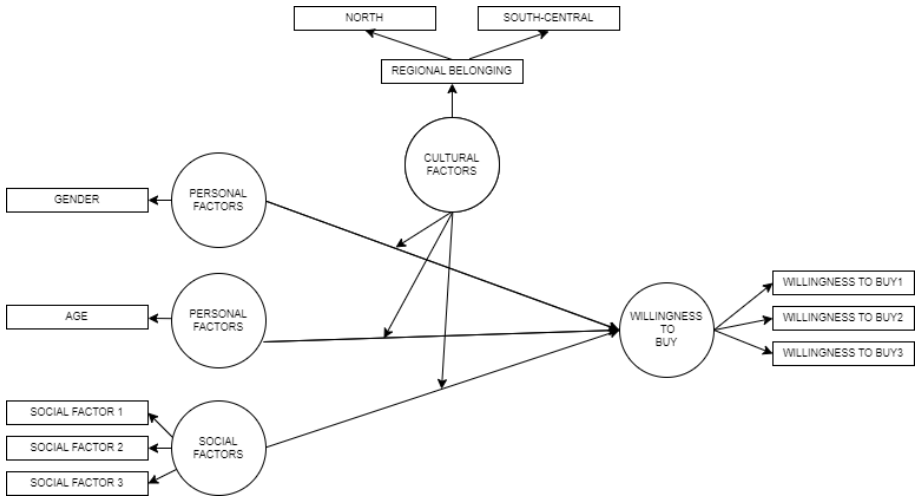 NORTH
SOUTH-CENTRAL
REGIONAL BELONGING
CULTURAL
FACTORS
PERSONAL
FACTORS
GENDER
PERSONAL
FACTORS
AGE
WILLINGNESS
TO
BUY
WILLINGNESS TO BUY1
WILLINGNESS TO BUY2
WILLINGNESS TO BUY3
SOCIAL FACTOR 1
SOCIAL FACTOR 2
SOCIAL FACTOR 3
SOCIAL
FACTORS